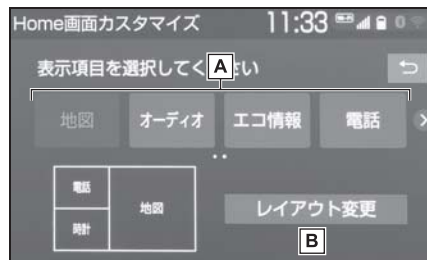 Home画面カスタマイズ 11:33
表示項目を選択してく A さい
地図 オーディオ エコ情報 電話
電話 地図
時計
レイアウト変更
B